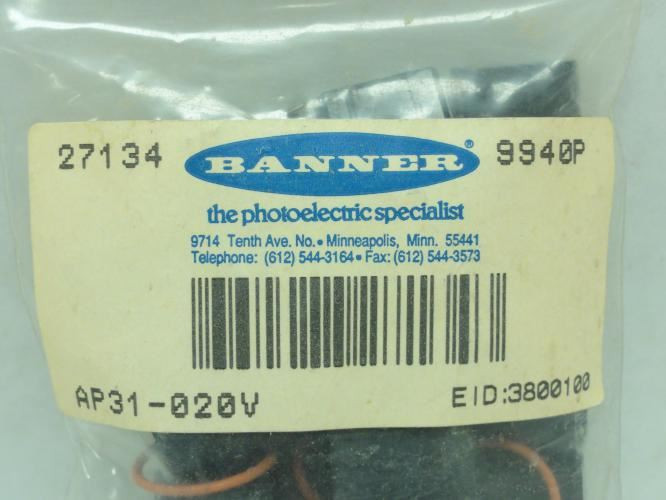 27134 BANNER® 9940P
the photoelectric specialist
9714 Tenth Ave. No. • Minneapolis, Minn. 55441
Telephone: (612) 544-3164 • Fax: (612) 544-3573
AP31-020V EID:3800100